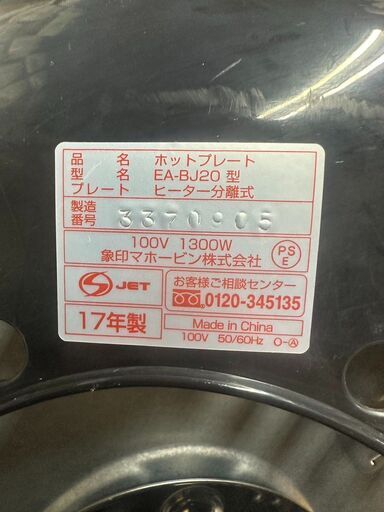 品名 ホットプレート
型名 EA-BJ20 型
プレート ヒーター分離式
製造番号 3370905
100V 1300W
象印マホービン株式会社
PS E
S JET
お客様ご相談センター
0120-345135
17年製
Made in China
100V 50/60Hz O-Ⓐ